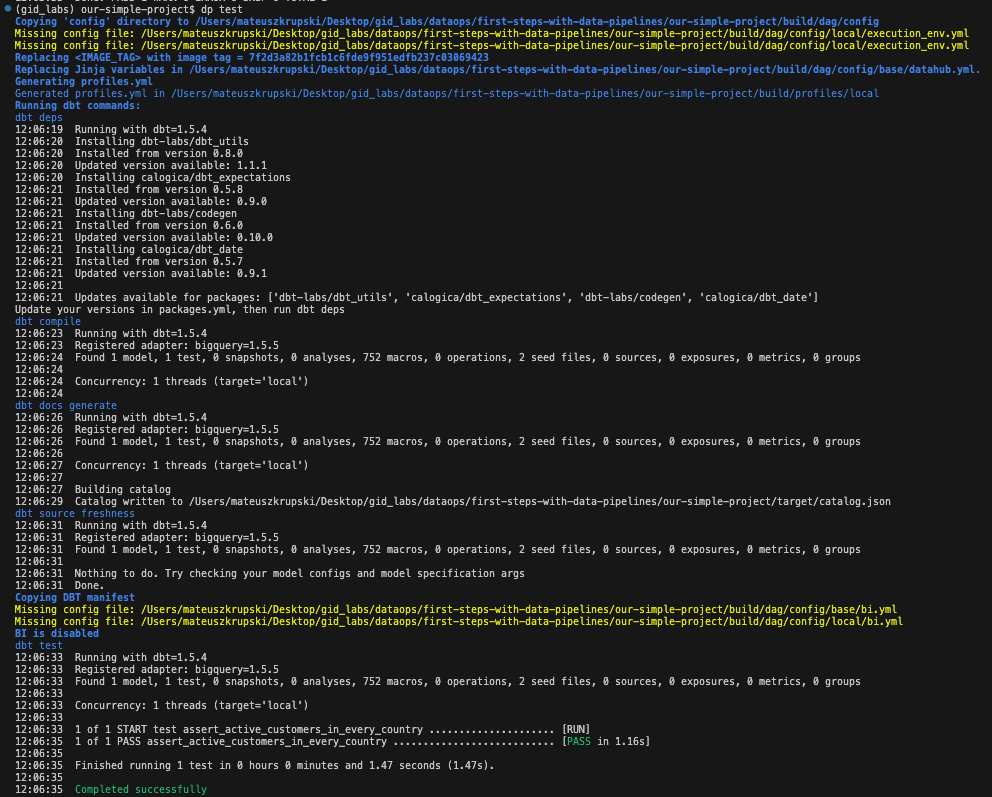 (gid_labs) our-simple-project$ dp test
Copying 'config' directory to /Users/mateuszkrupski/Desktop/gid_labs/dataops/first-steps-with-data-pipelines/our-simple-project/build/dag/config
Missing config file: /Users/mateuszkrupski/Desktop/gid_labs/dataops/first-steps-with-data-pipelines/our-simple-project/build/dag/config/local/execution_env.yml
Missing config file: /Users/mateuszkrupski/Desktop/gid_labs/dataops/first-steps-with-data-pipelines/our-simple-project/build/dag/config/local/execution_env.yml
Replacing <IMAGE_TAG> with image tag = 7f2d3a82b1fcb1c6fde9f951edfb237c03069423
Replacing Jinja variables in /Users/mateuszkrupski/Desktop/gid_labs/dataops/first-steps-with-data-pipelines/our-simple-project/build/dag/config/base/datahub.yml.
Generating profiles.yml
Generated profiles.yml in /Users/mateuszkrupski/Desktop/gid_labs/dataops/first-steps-with-data-pipelines/our-simple-project/build/profiles/local
Running dbt commands:
dbt deps
12:06:19  Running with dbt=1.5.4
12:06:20  Installing dbt-labs/dbt_utils
12:06:20  Installed from version 0.8.0
12:06:20  Updated version available: 1.1.1
12:06:20  Installing calogica/dbt_expectations
12:06:21  Installed from version 0.5.8
12:06:21  Updated version available: 0.9.0
12:06:21  Installing dbt-labs/codegen
12:06:21  Installed from version 0.6.0
12:06:21  Updated version available: 0.10.0
12:06:21  Installing calogica/dbt_date
12:06:21  Installed from version 0.5.7
12:06:21  Updated version available: 0.9.1
12:06:21
12:06:21  Updates available for packages: ['dbt-labs/dbt_utils', 'calogica/dbt_expectations', 'dbt-labs/codegen', 'calogica/dbt_date']
Update your versions in packages.yml, then run dbt deps
dbt compile
12:06:23  Running with dbt=1.5.4
12:06:23  Registered adapter: bigquery=1.5.5
12:06:24  Found 1 model, 1 test, 0 snapshots, 0 analyses, 752 macros, 0 operations, 2 seed files, 0 sources, 0 exposures, 0 metrics, 0 groups
12:06:24
12:06:24  Concurrency: 1 threads (target='local')
12:06:24
dbt docs generate
12:06:26  Running with dbt=1.5.4
12:06:26  Registered adapter: bigquery=1.5.5
12:06:26  Found 1 model, 1 test, 0 snapshots, 0 analyses, 752 macros, 0 operations, 2 seed files, 0 sources, 0 exposures, 0 metrics, 0 groups
12:06:26
12:06:27  Concurrency: 1 threads (target='local')
12:06:27
12:06:27  Building catalog
12:06:29  Catalog written to /Users/mateuszkrupski/Desktop/gid_labs/dataops/first-steps-with-data-pipelines/our-simple-project/target/catalog.json
dbt source freshness
12:06:31  Running with dbt=1.5.4
12:06:31  Registered adapter: bigquery=1.5.5
12:06:31  Found 1 model, 1 test, 0 snapshots, 0 analyses, 752 macros, 0 operations, 2 seed files, 0 sources, 0 exposures, 0 metrics, 0 groups
12:06:31
12:06:31  Nothing to do. Try checking your model configs and model specification args
12:06:31  Done.
Copying DBT manifest
Missing config file: /Users/mateuszkrupski/Desktop/gid_labs/dataops/first-steps-with-data-pipelines/our-simple-project/build/dag/config/base/bi.yml
Missing config file: /Users/mateuszkrupski/Desktop/gid_labs/dataops/first-steps-with-data-pipelines/our-simple-project/build/dag/config/local/bi.yml
BI is disabled
dbt test
12:06:33  Running with dbt=1.5.4
12:06:33  Registered adapter: bigquery=1.5.5
12:06:33  Found 1 model, 1 test, 0 snapshots, 0 analyses, 752 macros, 0 operations, 2 seed files, 0 sources, 0 exposures, 0 metrics, 0 groups
12:06:33
12:06:33  Concurrency: 1 threads (target='local')
12:06:33
12:06:33  1 of 1 START test assert_active_customers_in_every_country ..................... [RUN]
12:06:35  1 of 1 PASS assert_active_customers_in_every_country ........................... [PASS in 1.16s]
12:06:35
12:06:35  Finished running 1 test in 0 hours 0 minutes and 1.47 seconds (1.47s).
12:06:35
12:06:35  Completed successfully